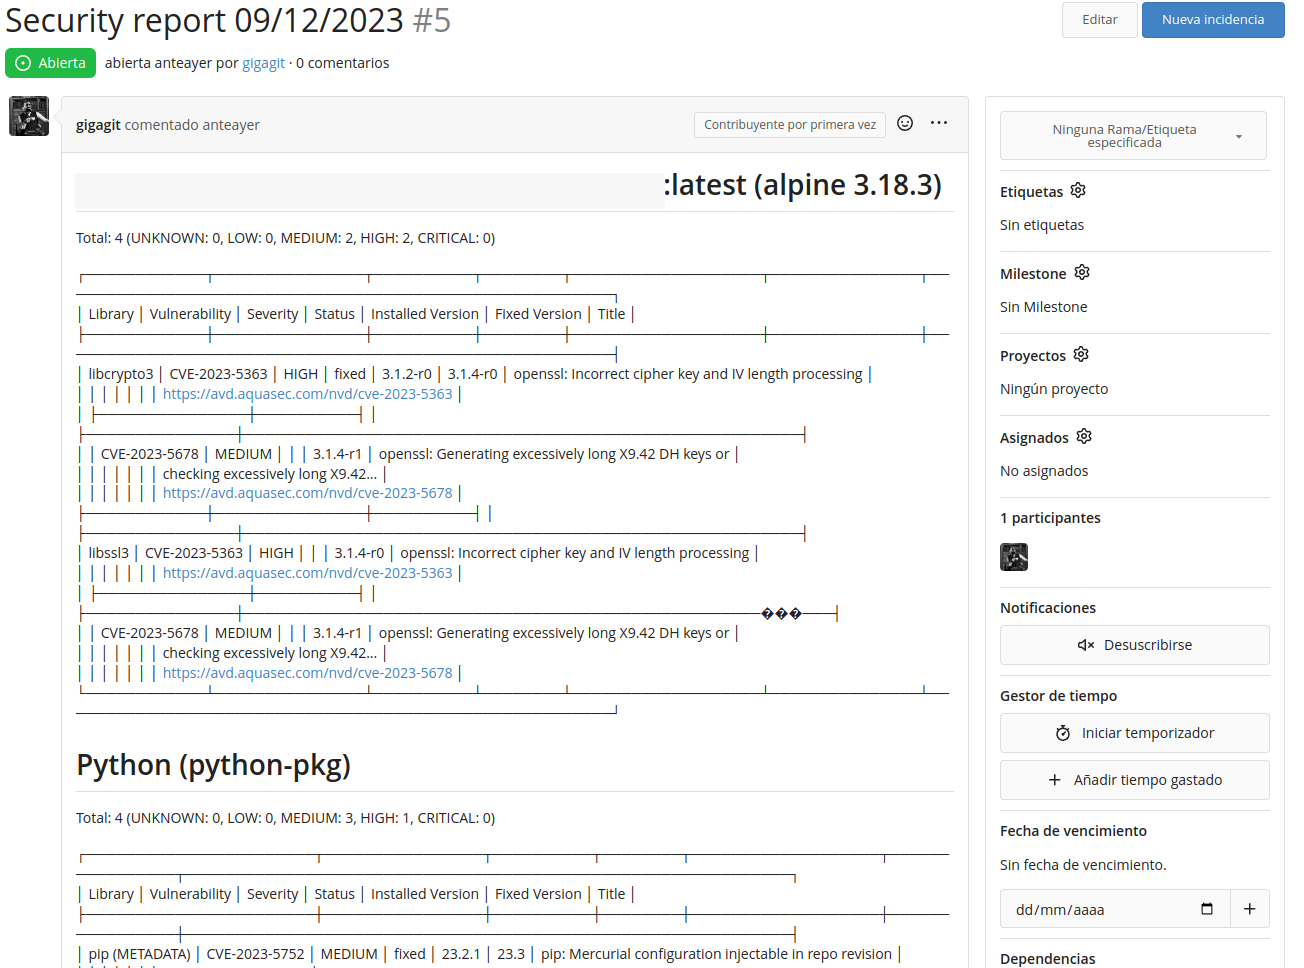 Security report 09/12/2023 #5
Editar
Nueva incidencia
Abierta
abierta anteayer por gigagit · 0 comentarios
gigagit comentado anteayer
Contribuyente por primera vez
:latest (alpine 3.18.3)
Total: 4 (UNKNOWN: 0, LOW: 0, MEDIUM: 2, HIGH: 2, CRITICAL: 0)
│ Library │ Vulnerability │ Severity │ Status │ Installed Version │ Fixed Version │ Title │
│ libcrypto3 │ CVE-2023-5363 │ HIGH │ fixed │ 3.1.2-r0 │ 3.1.4-r0 │ openssl: Incorrect cipher key and IV length processing │
│ │ │ │ │ │ │ https://avd.aquasec.com/nvd/cve-2023-5363 │
│ │ CVE-2023-5678 │ MEDIUM │ │ │ 3.1.4-r1 │ openssl: Generating excessively long X9.42 DH keys or │
│ │ │ │ │ │ │ checking excessively long X9.42... │
│ │ │ │ │ │ │ https://avd.aquasec.com/nvd/cve-2023-5678 │
│ libssl3 │ CVE-2023-5363 │ HIGH │ │ │ 3.1.4-r0 │ openssl: Incorrect cipher key and IV length processing │
│ │ │ │ │ │ │ https://avd.aquasec.com/nvd/cve-2023-5363 │
���
│ │ CVE-2023-5678 │ MEDIUM │ │ │ 3.1.4-r1 │ openssl: Generating excessively long X9.42 DH keys or │
│ │ │ │ │ │ │ checking excessively long X9.42... │
│ │ │ │ │ │ │ https://avd.aquasec.com/nvd/cve-2023-5678 │
Python (python-pkg)
Total: 4 (UNKNOWN: 0, LOW: 0, MEDIUM: 3, HIGH: 1, CRITICAL: 0)
│ Library │ Vulnerability │ Severity │ Status │ Installed Version │ Fixed Version │ Title │
│ pip (METADATA) │ CVE-2023-5752 │ MEDIUM │ fixed │ 23.2.1 │ 23.3 │ pip: Mercurial configuration injectable in repo revision │
Ninguna Rama/Etiqueta
especificada
Etiquetas
Sin etiquetas
Milestone
Sin Milestone
Proyectos
Ningún proyecto
Asignados
No asignados
1 participantes
Notificaciones
Desuscribirse
Gestor de tiempo
Iniciar temporizador
Añadir tiempo gastado
Fecha de vencimiento
Sin fecha de vencimiento.
dd/mm/aaaa
Dependencias